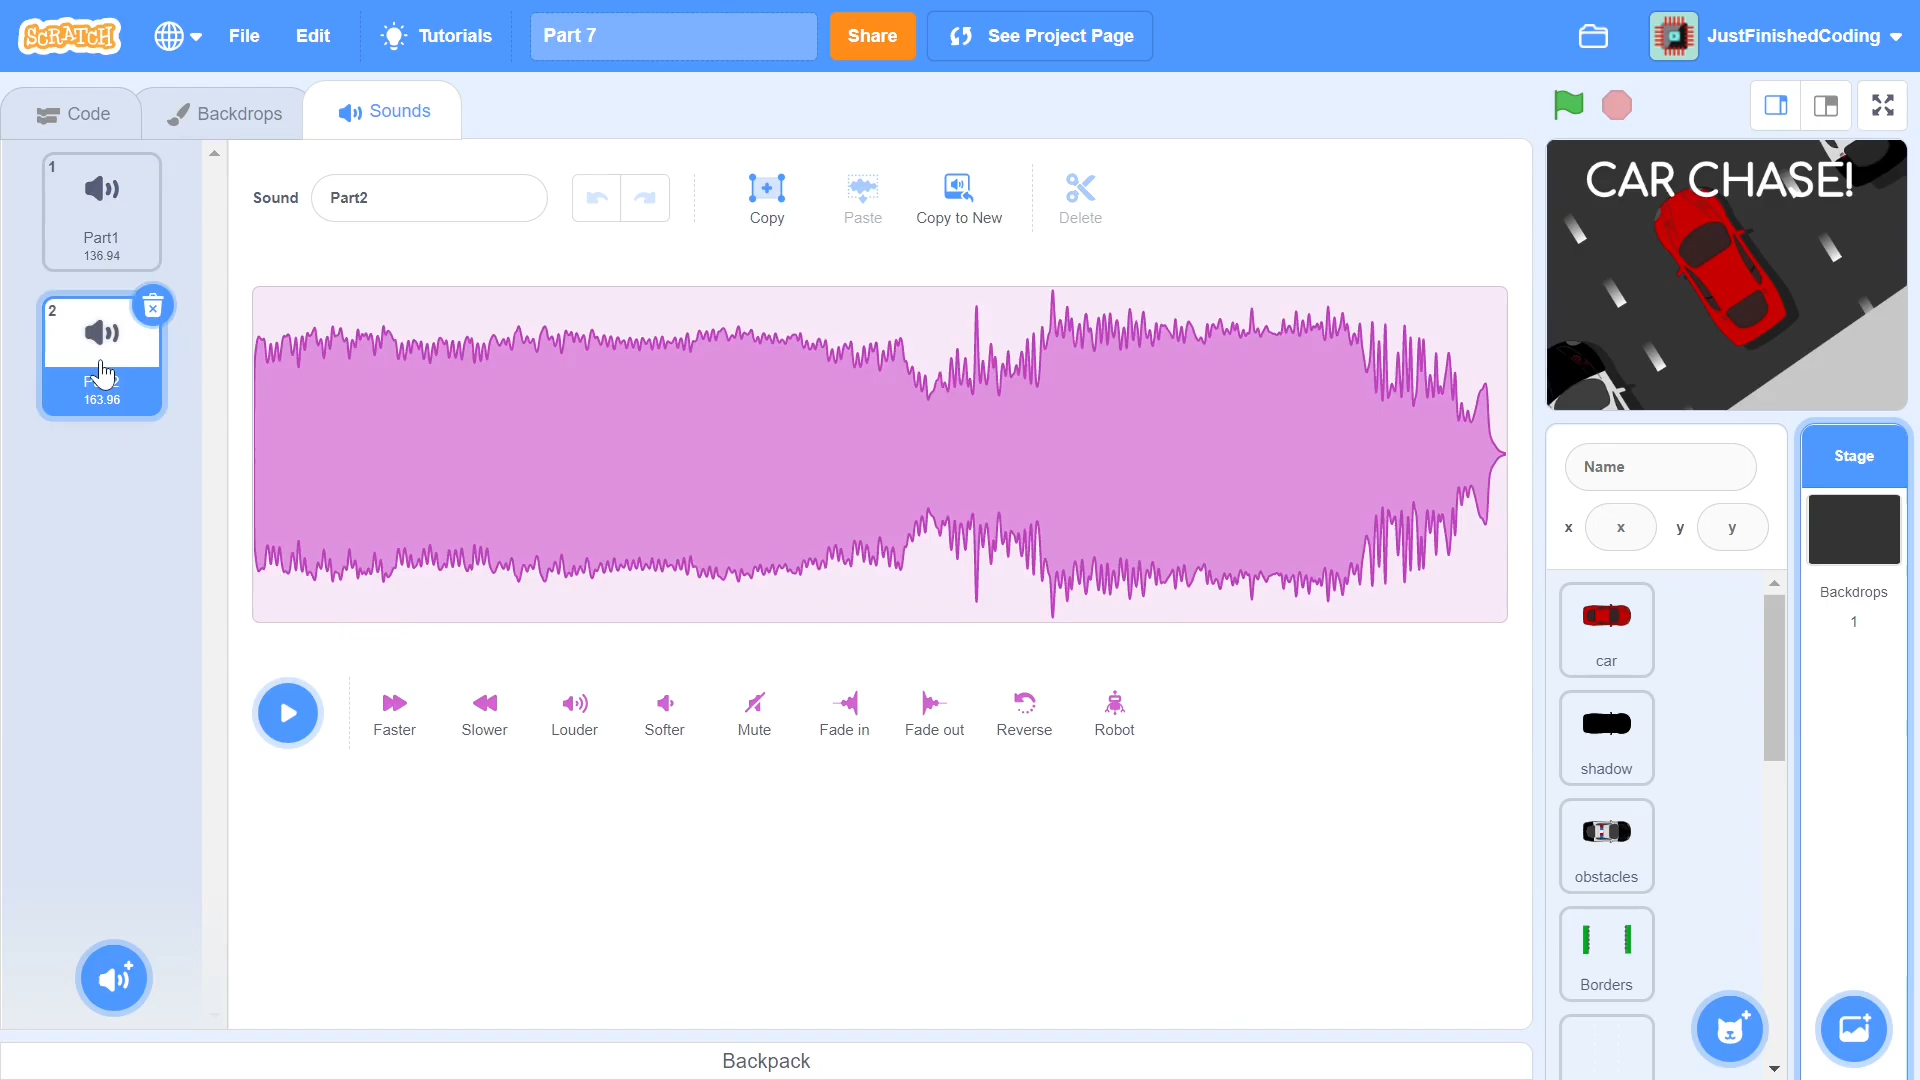 SCRATCH
File
Edit
Tutorials
Part 7
Share
See Project Page
JustFinishedCoding
Code
Backdrops
Sounds
1
Part1
136.94
2
163.96
Sound
Part2
Copy
Paste
Copy to New
Delete
Faster
Slower
Louder
Softer
Mute
Fade in
Fade out
Reverse
Robot
CAR CHASE!
Name
x
x
y
y
car
shadow
obstacles
Borders
Stage
Backdrops
1
Backpack